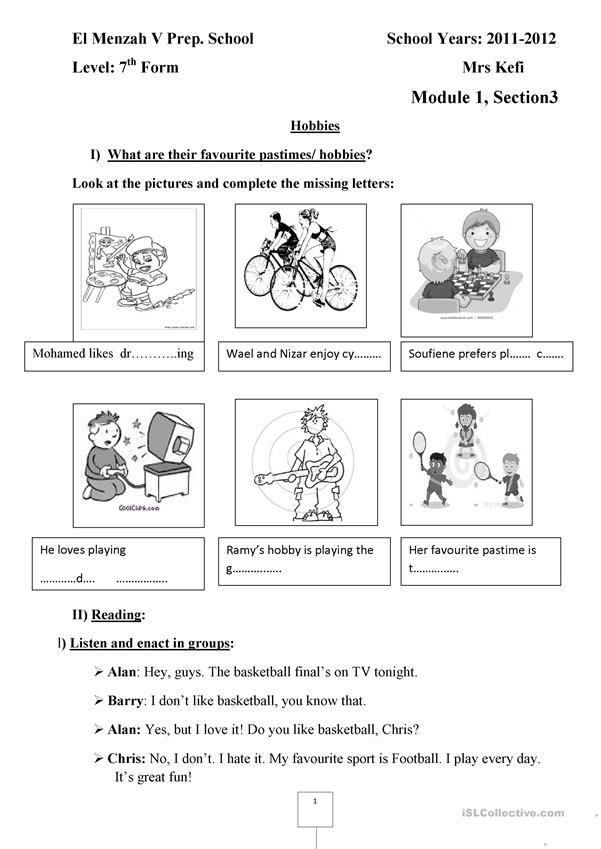 El Menzah V Prep. School School Years: 2011-2012
Level: 7th Form Mrs Kefi
Module 1, Section3
Hobbies
I) What are their favourite pastimes/ hobbies?
Look at the pictures and complete the missing letters:
Mohamed likes dr………..ing
Wael and Nizar enjoy cy………
Soufiene prefers pl……. c…….
CoolClips.com
He loves playing
…………d…. ……………..
Ramy's hobby is playing the
g……………
Her favourite pastime is
t……………
II) Reading:
I) Listen and enact in groups:
➢ Alan: Hey, guys. The basketball final's on TV tonight.
➢ Barry: I don't like basketball, you know that.
➢ Alan: Yes, but I love it! Do you like basketball, Chris?
➢ Chris: No, I don't. I hate it. My favourite sport is Football. I play every day.
It's great fun!
1
iSLCollective.com